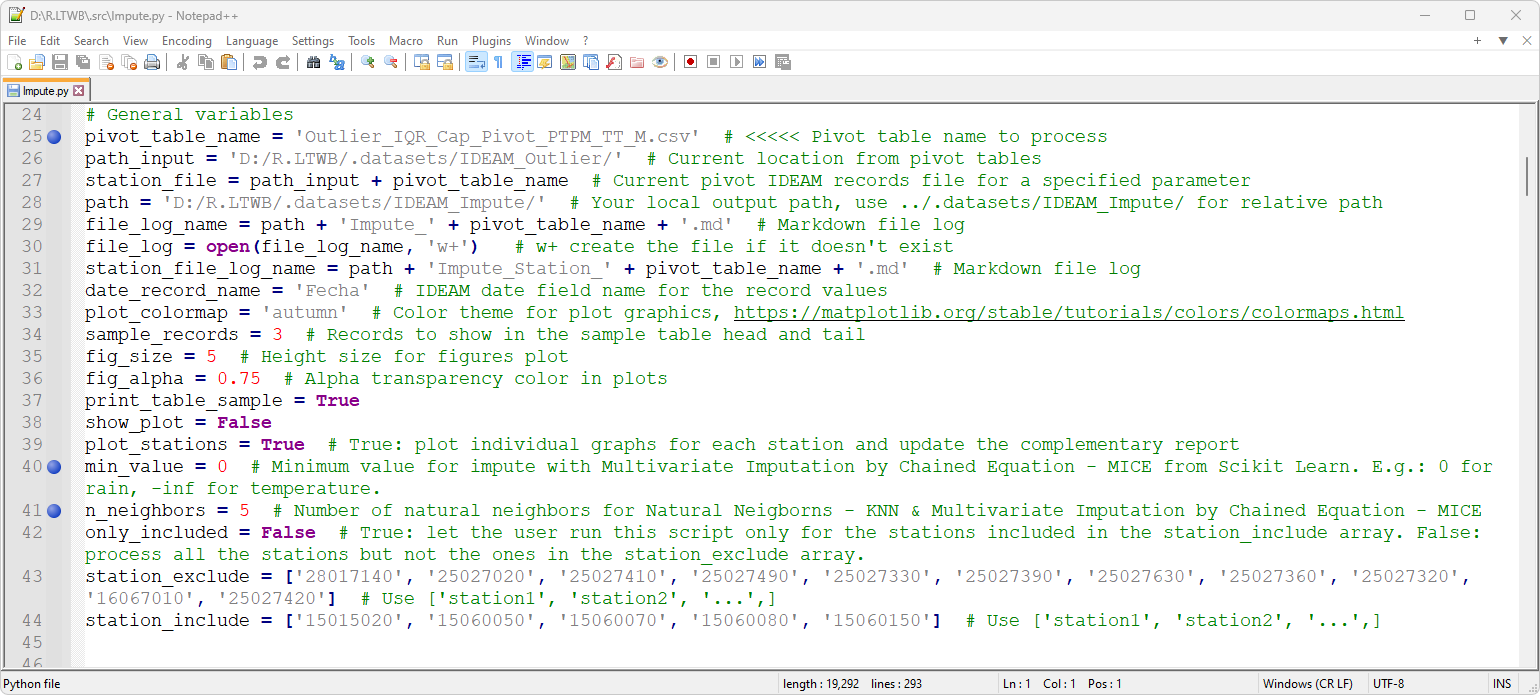 D:\R.LTWB\.src\Impute.py - Notepad++
File Edit Search View Encoding Language Settings Tools Macro Run Plugins Window ?
Impute.py
24 # General variables
25 pivot_table_name = 'Outlier_IQR_Cap_Pivot_PTPM_TT_M.csv'  # <<<<< Pivot table name to process
26 path_input = 'D:/R.LTWB/.datasets/IDEAM_Outlier/'  # Current location from pivot tables
27 station_file = path_input + pivot_table_name  # Current pivot IDEAM records file for a specified parameter
28 path = 'D:/R.LTWB/.datasets/IDEAM_Impute/'  # Your local output path, use ../.datasets/IDEAM_Impute/ for relative path
29 file_log_name = path + 'Impute_' + pivot_table_name + '.md'  # Markdown file log
30 file_log = open(file_log_name, 'w+')   # w+ create the file if it doesn't exist
31 station_file_log_name = path + 'Impute_Station_' + pivot_table_name + '.md'  # Markdown file log
32 date_record_name = 'Fecha'  # IDEAM date field name for the record values
33 plot_colormap = 'autumn'  # Color theme for plot graphics, https://matplotlib.org/stable/tutorials/colors/colormaps.html
34 sample_records = 3  # Records to show in the sample table head and tail
35 fig_size = 5  # Height size for figures plot
36 fig_alpha = 0.75  # Alpha transparency color in plots
37 print_table_sample = True
38 show_plot = False
39 plot_stations = True  # True: plot individual graphs for each station and update the complementary report
40 min_value = 0  # Minimum value for impute with Multivariate Imputation by Chained Equation - MICE from Scikit Learn. E.g.: 0 for
rain, -inf for temperature.
41 n_neighbors = 5  # Number of natural neighbors for Natural Neigborns - KNN & Multivariate Imputation by Chained Equation - MICE
42 only_included = False  # True: let the user run this script only for the stations included in the station_include array. False:
process all the stations but not the ones in the station_exclude array.
43 station_exclude = ['28017140', '25027020', '25027410', '25027490', '25027330', '25027390', '25027630', '25027360', '25027320',
'16067010', '25027420']  # Use ['station1', 'station2', '...',]
44 station_include = ['15015020', '15060050', '15060070', '15060080', '15060150']  # Use ['station1', 'station2', '...',]
45
46
Python file length : 19,292 lines : 293 Ln : 1 Col : 1 Pos : 1 Windows (CR LF) UTF-8 INS